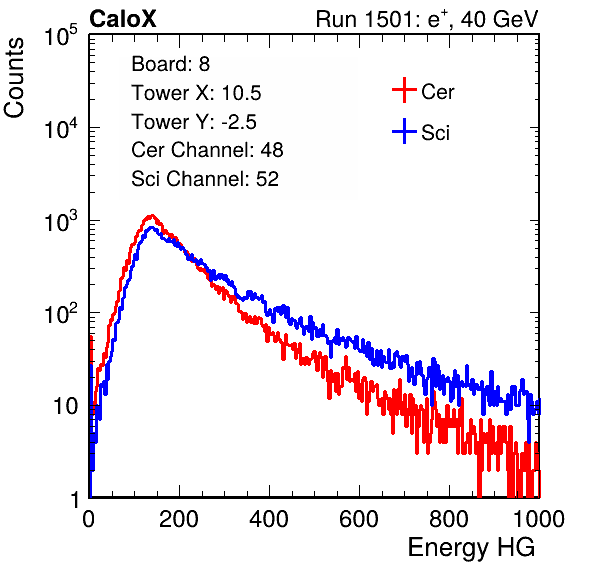 CaloX Run 1501: e⁺, 40 GeV
Counts
Board: 8
Tower X: 10.5
Tower Y: -2.5
Cer Channel: 48
Sci Channel: 52
Cer
Sci
10⁵
10⁴
10³
10²
10
1
0 200 400 600 800 1000
Energy HG